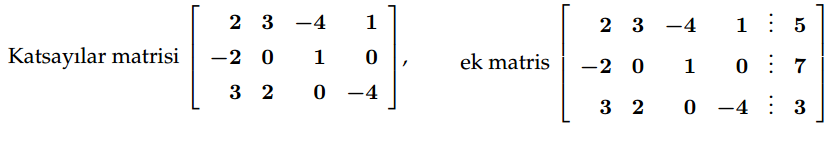 Katsayılar matrisi [ 2 3 −4 1 ], ek matris [ 2 3 −4 1 ⋮ 5 ]
−2 0 1 0 −2 0 1 0 ⋮ 7
3 2 0 −4 3 2 0 −4 ⋮ 3